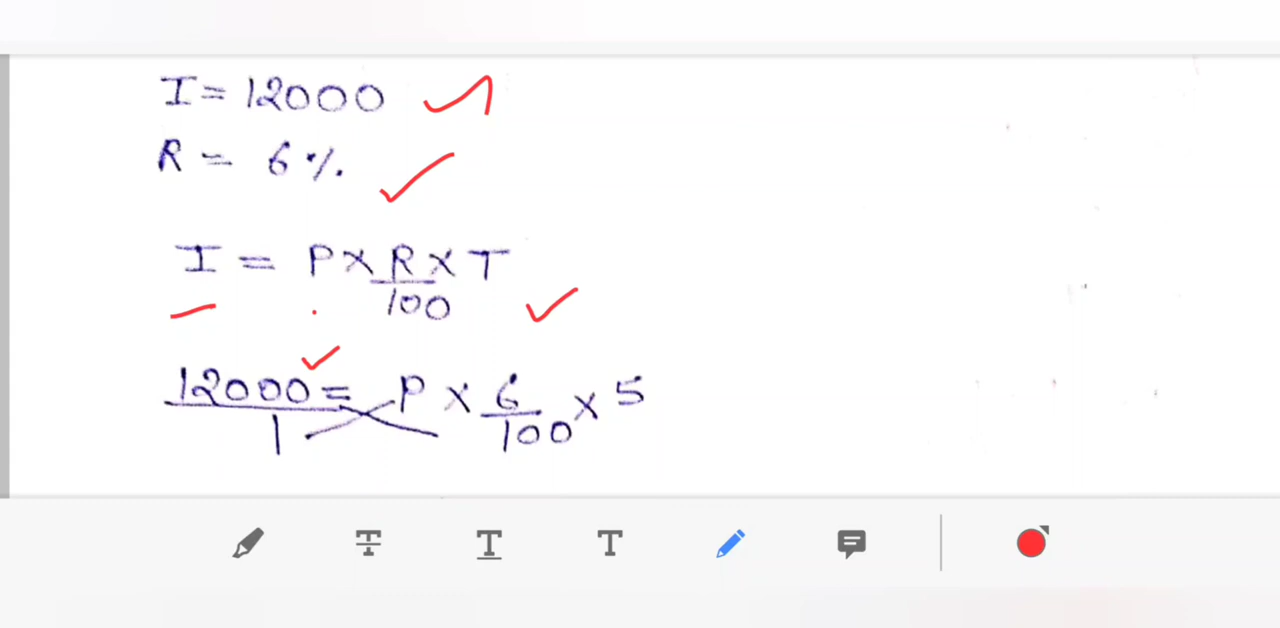 I = 12000
R = 6%.
I = P × R/100 × T
12000/1 = P × 6/100 × 5
T T T